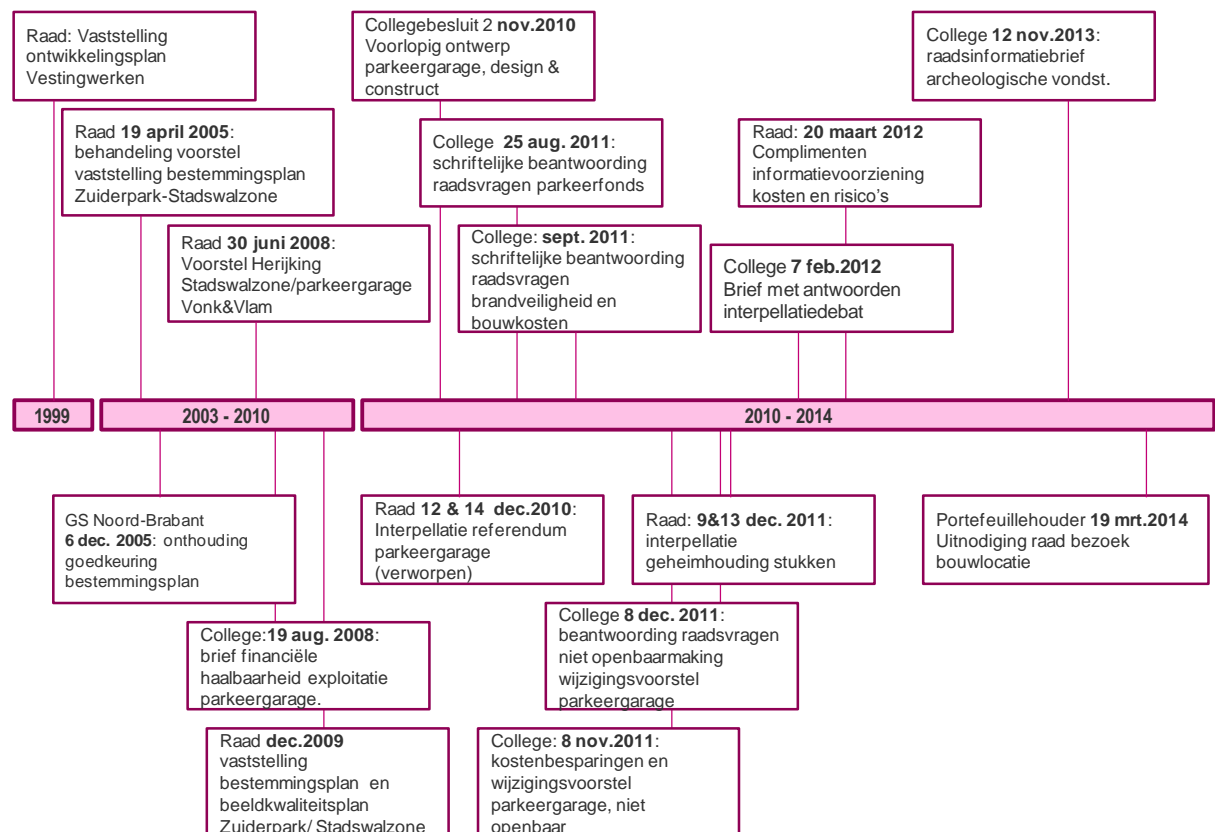 Raad: Vaststelling
ontwikkelingsplan
Vestingwerken
Raad 19 april 2005:
behandeling voorstel
vaststelling bestemmingsplan
Zuiderpark-Stadswalzone
Raad 30 juni 2008:
Voorstel Herijking
Stadswalzone/parkeergarage
Vonk&Vlam
Collegebesluit 2 nov.2010
Voorlopig ontwerp
parkeergarage, design &
construct
College 25 aug. 2011:
schriftelijke beantwoording
raadsvragen parkeerfonds
College: sept. 2011:
schriftelijke beantwoording
raadsvragen
brandveiligheid en
bouwkosten
Raad: 20 maart 2012
Complimenten
informatievoorziening
kosten en risico's
College 7 feb.2012
Brief met antwoorden
interpellatiedebat
College 12 nov.2013:
raadsinformatiebrief
archeologische vondst.
1999
2003 - 2010
2010 - 2014
GS Noord-Brabant
6 dec. 2005: onthouding
goedkeuring
bestemmingsplan
College:19 aug. 2008:
brief financiële
haalbaarheid exploitatie
parkeergarage.
Raad dec.2009
vaststelling
bestemmingsplan en
beeldkwaliteitsplan
Zuiderpark/ Stadswalzone
Raad 12 & 14 dec.2010:
Interpellatie referendum
parkeergarage
(verworpen)
Raad: 9&13 dec. 2011:
interpellatie
geheimhouding stukken
College 8 dec. 2011:
beantwoording raadsvragen
niet openbaarmaking
wijzigingsvoorstel
parkeergarage
College: 8 nov.2011:
kostenbesparingen en
wijzigingsvoorstel
parkeergarage, niet
openbaar
Portefeuillehouder 19 mrt.2014
Uitnodiging raad bezoek
bouwlocatie